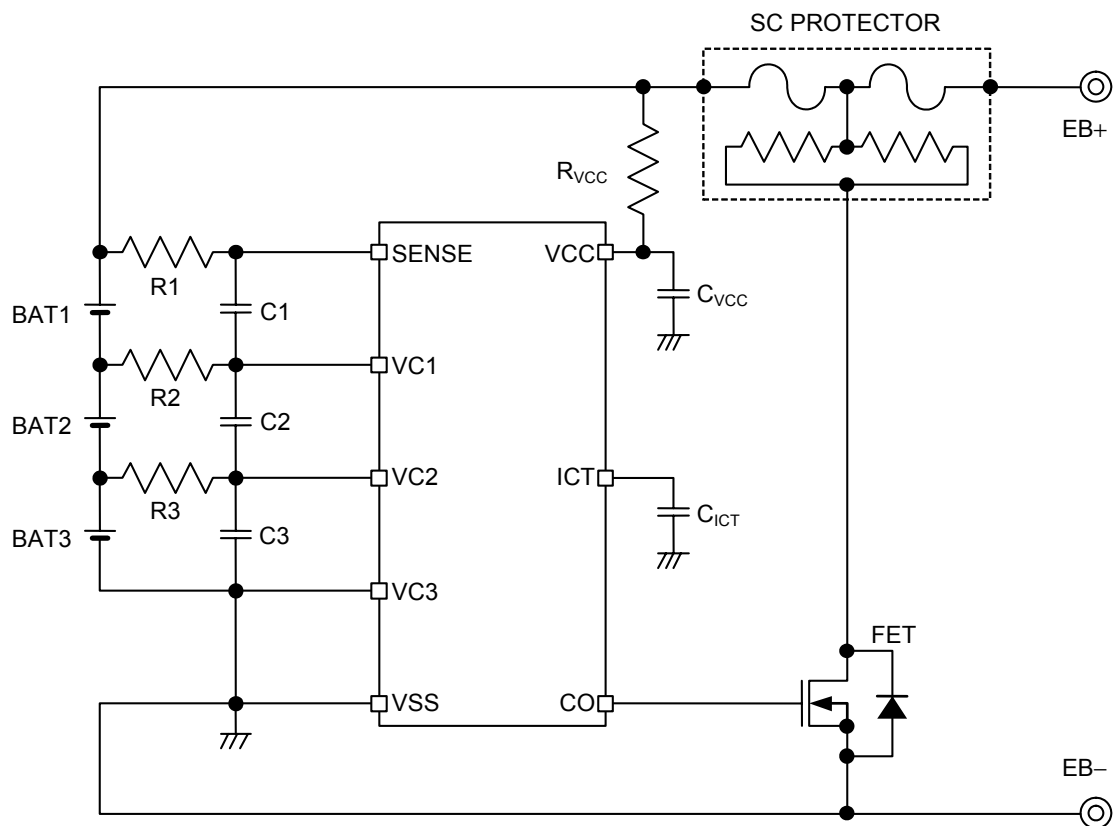 SC PROTECTOR
EB+
RVCC
SENSE
VCC
R1
BAT1
C1
CVCC
VC1
R2
BAT2
C2
VC2
ICT
R3
BAT3
C3
CICT
VC3
FET
VSS
CO
EB−